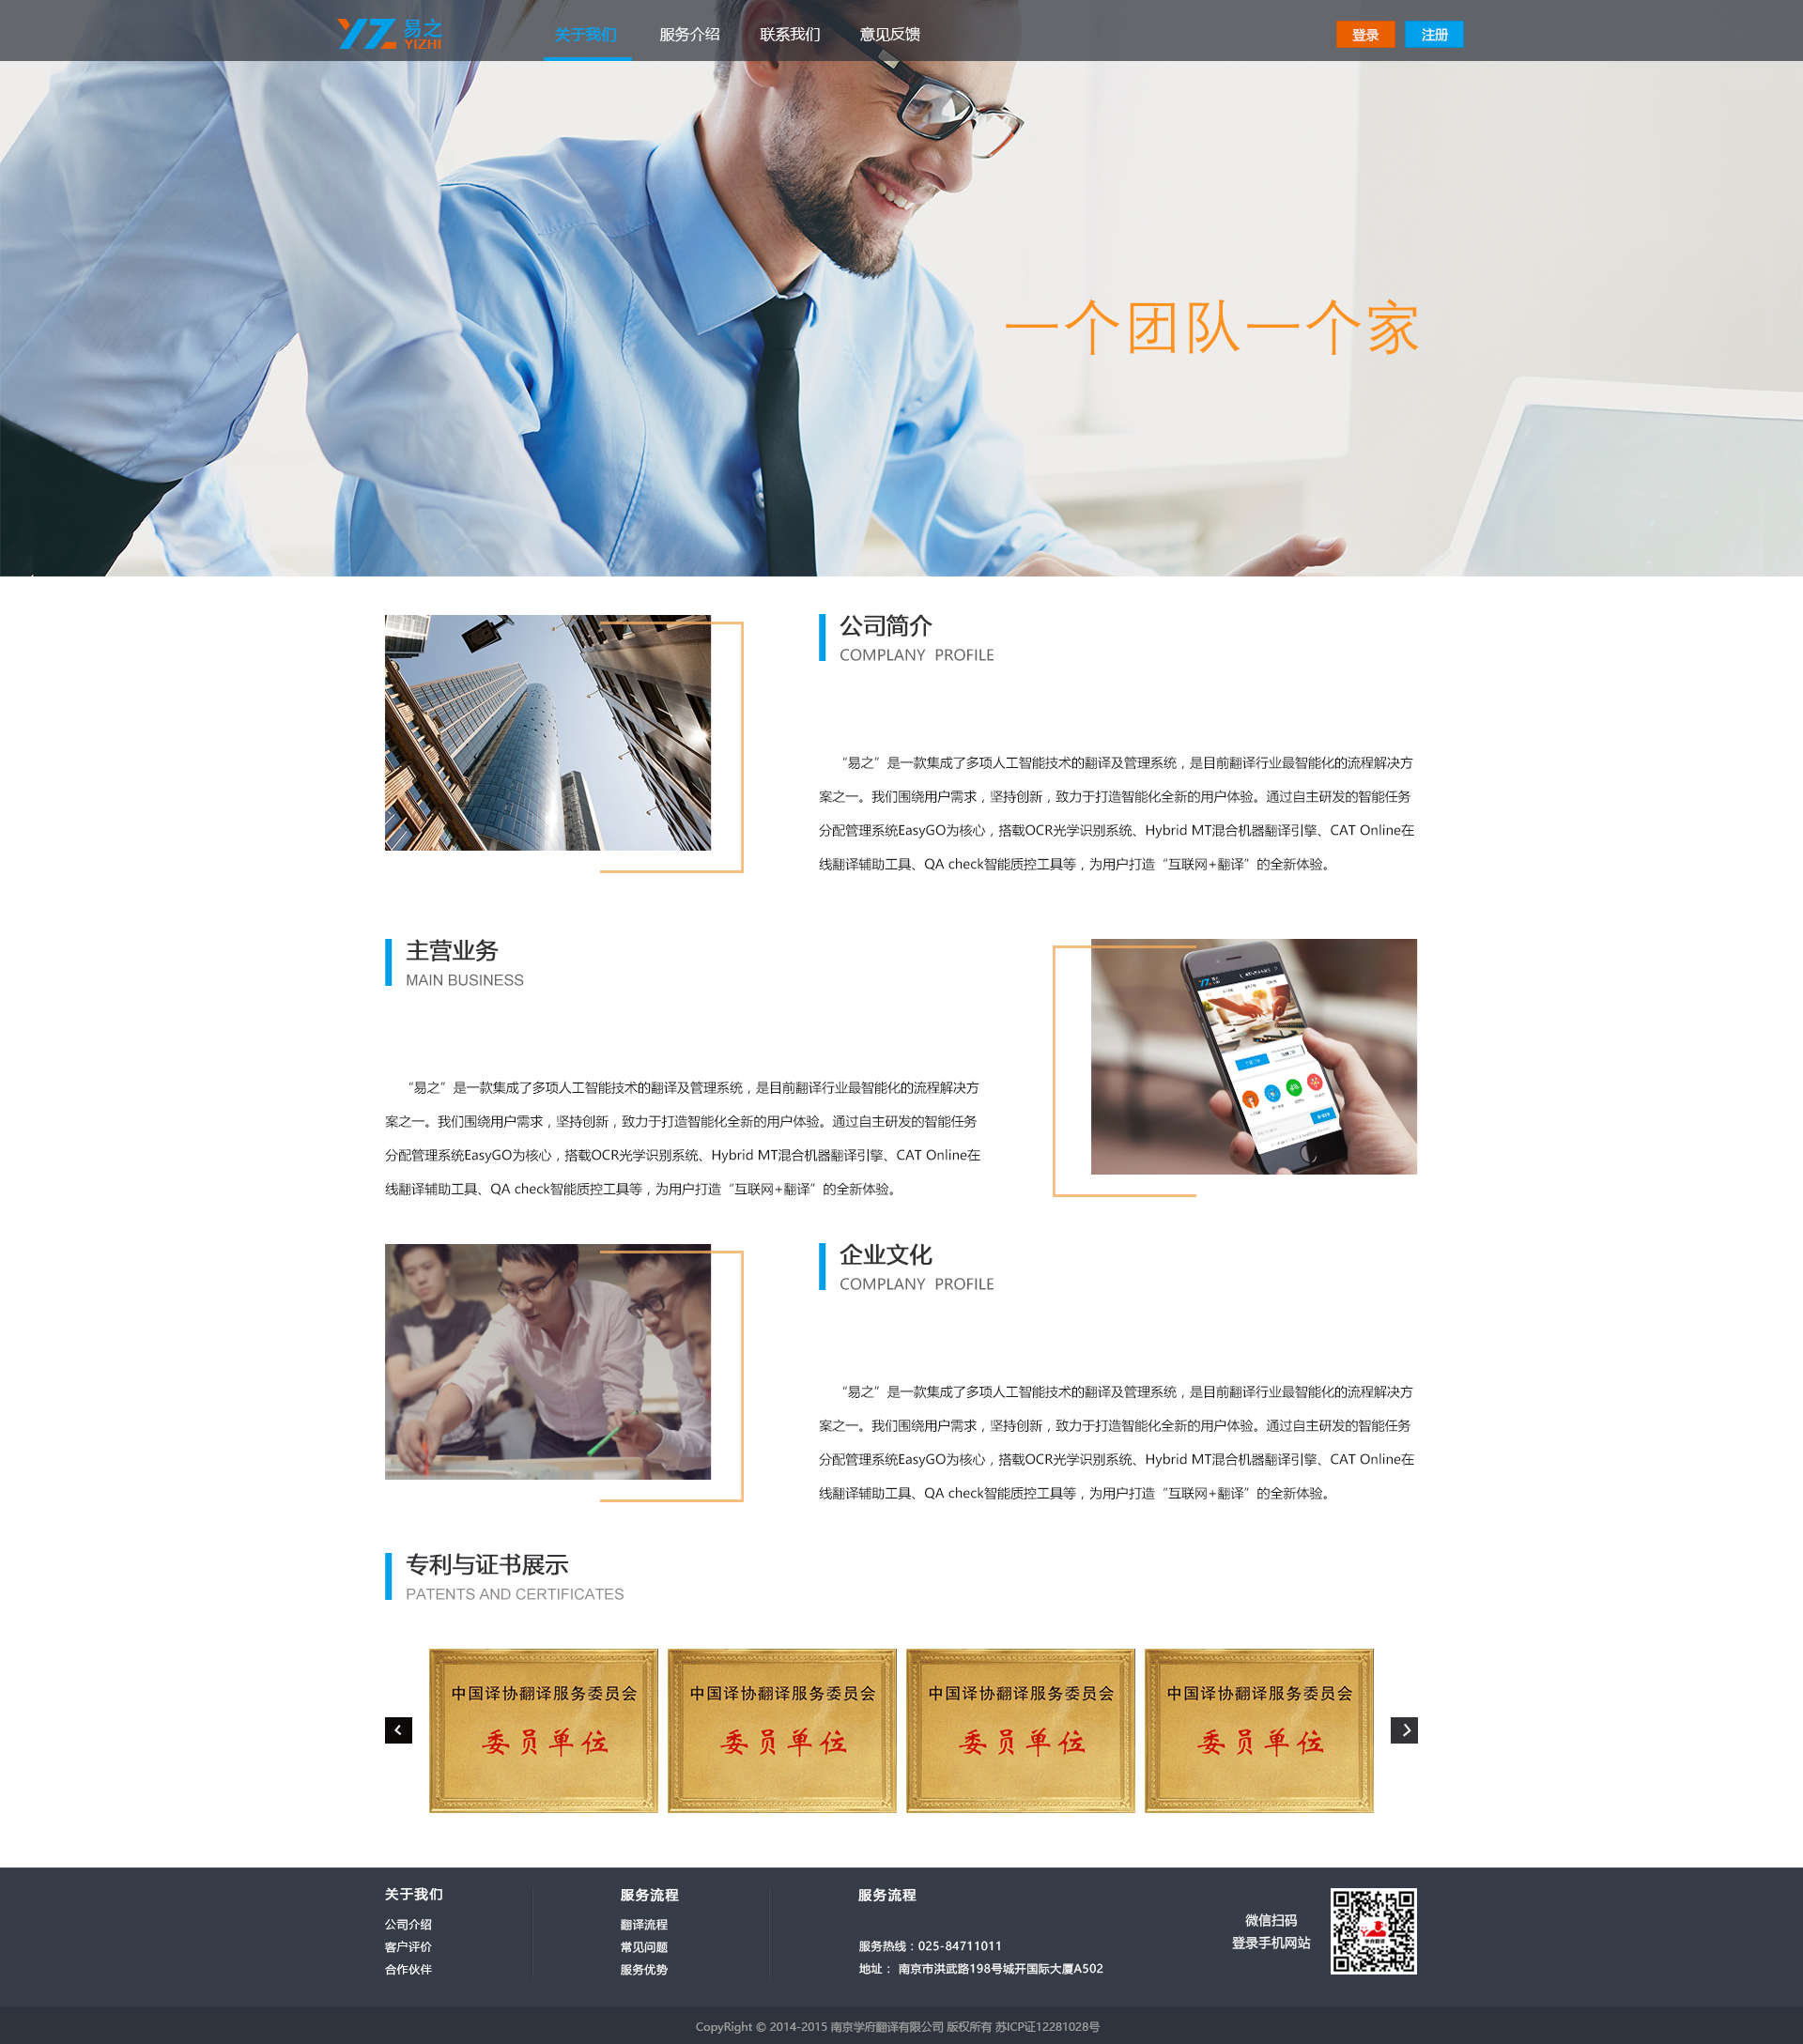 YZ 易之
YIZHI
关于我们 服务介绍 联系我们 意见反馈
登录 注册
一个团队一个家
公司简介
COMPLANY PROFILE
“易之”是一款集成了多项人工智能技术的翻译及管理系统，是目前翻译行业最智能化的流程解决方
案之一。我们围绕用户需求，坚持创新，致力于打造智能化全新的用户体验。通过自主研发的智能任务
分配管理系统EasyGO为核心，搭载OCR光学识别系统、Hybrid MT混合机器翻译引擎、CAT Online在
线翻译辅助工具、QA check智能质控工具等，为用户打造“互联网+翻译”的全新体验。
主营业务
MAIN BUSINESS
“易之”是一款集成了多项人工智能技术的翻译及管理系统，是目前翻译行业最智能化的流程解决方
案之一。我们围绕用户需求，坚持创新，致力于打造智能化全新的用户体验。通过自主研发的智能任务
分配管理系统EasyGO为核心，搭载OCR光学识别系统、Hybrid MT混合机器翻译引擎、CAT Online在
线翻译辅助工具、QA check智能质控工具等，为用户打造“互联网+翻译”的全新体验。
企业文化
COMPLANY PROFILE
“易之”是一款集成了多项人工智能技术的翻译及管理系统，是目前翻译行业最智能化的流程解决方
案之一。我们围绕用户需求，坚持创新，致力于打造智能化全新的用户体验。通过自主研发的智能任务
分配管理系统EasyGO为核心，搭载OCR光学识别系统、Hybrid MT混合机器翻译引擎、CAT Online在
线翻译辅助工具、QA check智能质控工具等，为用户打造“互联网+翻译”的全新体验。
专利与证书展示
PATENTS AND CERTIFICATES
中国译协翻译服务委员会
委员单位
中国译协翻译服务委员会
委员单位
中国译协翻译服务委员会
委员单位
中国译协翻译服务委员会
委员单位
关于我们
公司介绍
客户评价
合作伙伴
服务流程
翻译流程
常见问题
服务优势
服务流程
服务热线：025-84711011
地址： 南京市洪武路198号城开国际大厦A502
微信扫码
登录手机网站
学府翻译
CopyRight © 2014-2015 南京学府翻译有限公司 版权所有 苏ICP证12281028号